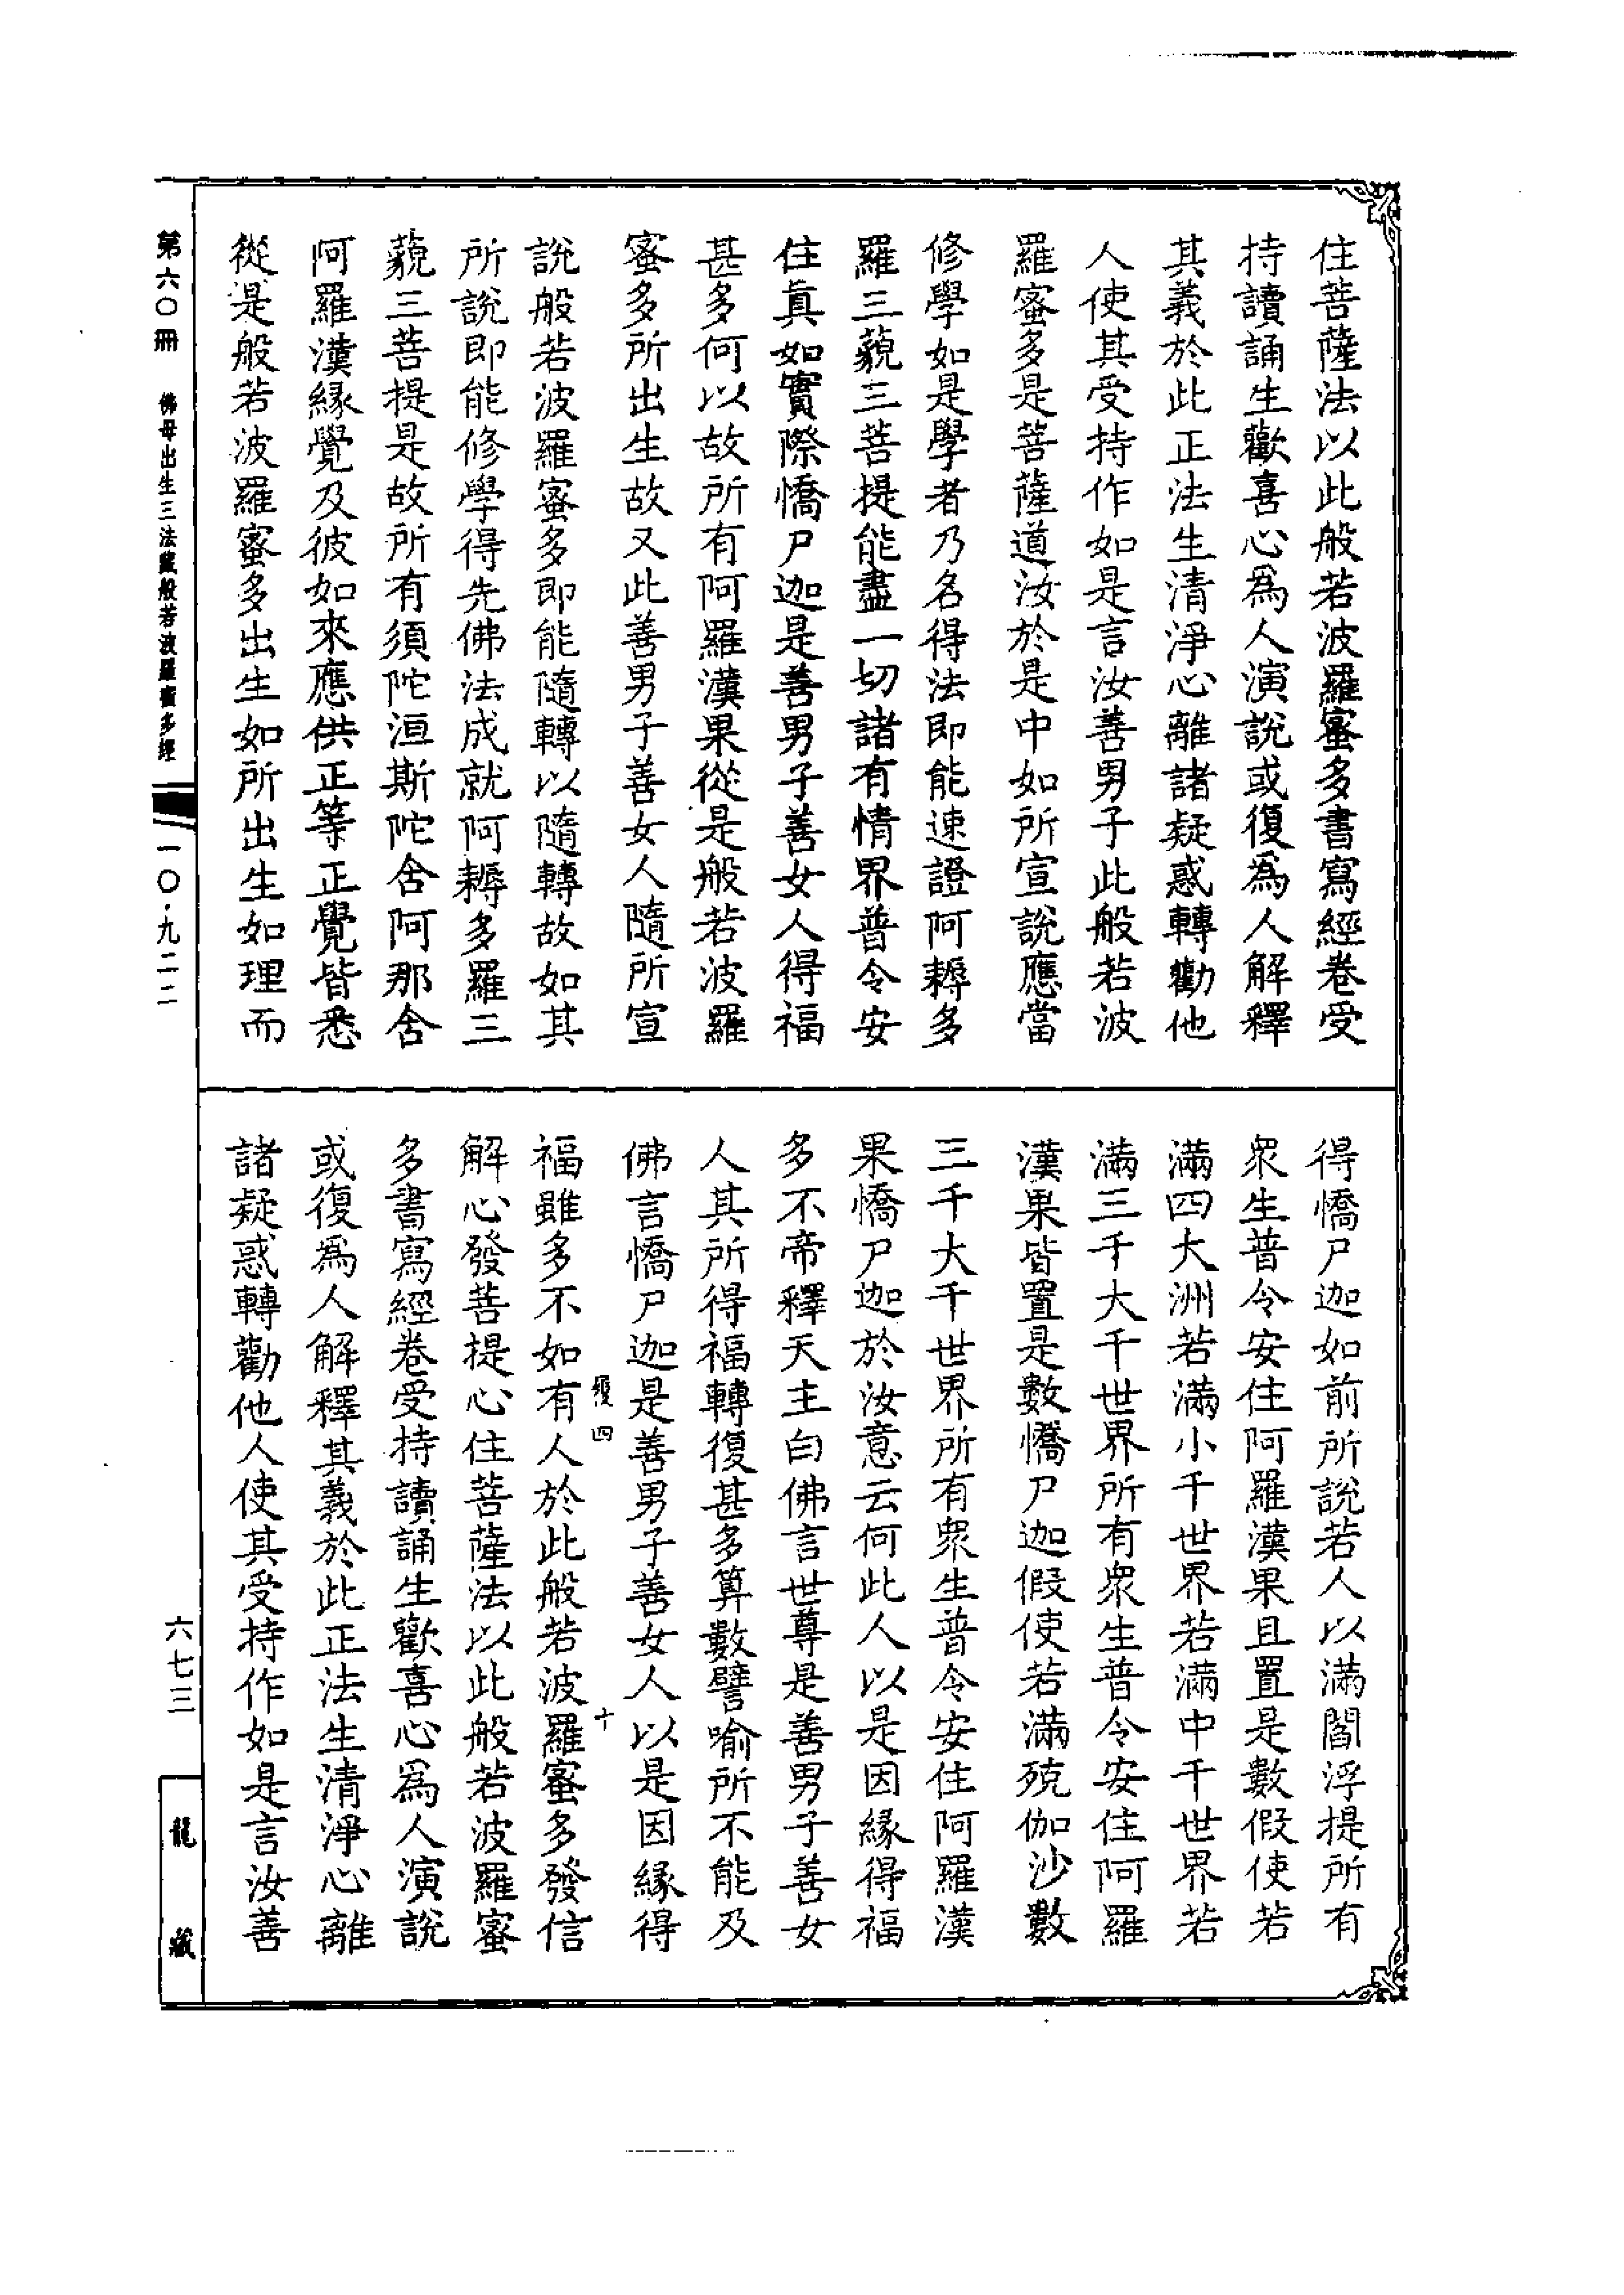 住菩薩法以此般若波羅蜜多書寫經卷受
持讀誦生歡喜心為人演說或復為人解釋
其義於此正法生清淨心離諸疑惑轉勸他
人使其受持作如是言汝善男子此般若波
羅蜜多是菩薩道汝於是中如所宣說應當
修學如是學者乃名得法即能速證阿耨多
羅三藐三菩提能盡一切諸有情界普令安
住真如實際憍尸迦是善男子善女人得福
甚多何以故所有阿羅漢果從是般若波羅
蜜多所出生故又此善男子善女人隨所宣
說般若波羅蜜多即能隨轉以隨轉故如其
所說即能修學得先佛法成就阿耨多羅三
藐三菩提是故所有須陀洹斯陀含阿那含
阿羅漢緣覺及彼如來應供正等正覺皆悉
從是般若波羅蜜多出生如所出生如理而
得憍尸迦如前所說若人以滿閻浮提所有
眾生普令安住阿羅漢果且置是數假使若
滿四大洲若滿小千世界若滿中千世界若
滿三千大千世界所有眾生普令安住阿羅
漢果皆置是數憍尸迦假使若滿殑伽沙數
三千大千世界所有眾生普令安住阿羅漢
果憍尸迦於汝意云何此人以是因緣得福
多不帝釋天主白佛言世尊是善男子善女
人其所得福轉復甚多算數譬喻所不能及
佛言憍尸迦是善男子善女人以是因緣得
四 十
福雖多不如有人於此般若波羅蜜多發信
解心發菩提心住菩薩法以此般若波羅蜜
多書寫經卷受持讀誦生歡喜心為人演說
或復為人解釋其義於此正法生清淨心離
諸疑惑轉勸他人使其受持作如是言汝善
第六〇冊 佛母出生三法藏般若波羅蜜多經 一〇·九二二
六七三
龍藏